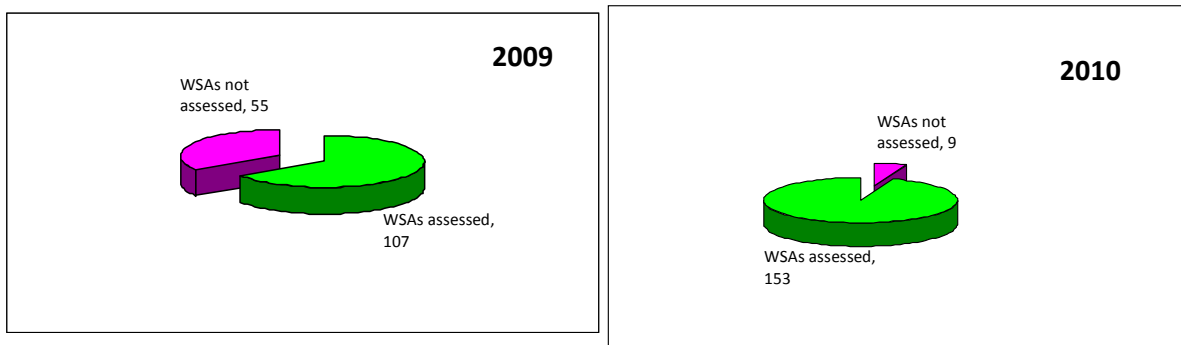 2009
WSAs not
assessed, 55
WSAs assessed,
107
2010
WSAs not
assessed, 9
WSAs assessed,
153